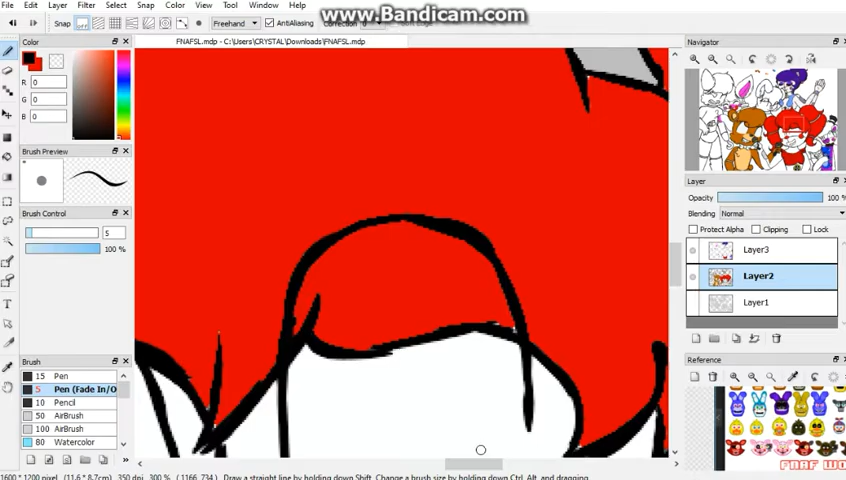 www.Bandicam.com
File Edit View Layer Filter Select Snap Color Tool Window Help
Snap off Freehand AntiAliasing Correction
FNAFSL.mdp - C:\Users\CRYSTAL\Downloads\FNAFSL.mdp
Color
R 0
G 0
B 0
Brush Preview
Brush Control
5
100 %
Brush
15 Pen
5 Pen (Fade In/O
10 Pencil
50 AirBrush
100 AirBrush
80 Watercolor
Navigator
Layer
Opacity 100 %
Blending Normal
Protect Alpha Clipping Lock
Layer3
Layer2
Layer1
Reference
FNAF WO
1600 * 1200 pixel (11.6 * 8.7cm) 350 dpi 300 % (1166, 734) Draw a straight line by holding down Shift, Change a brush size by holding down Ctrl, Alt, and dragging